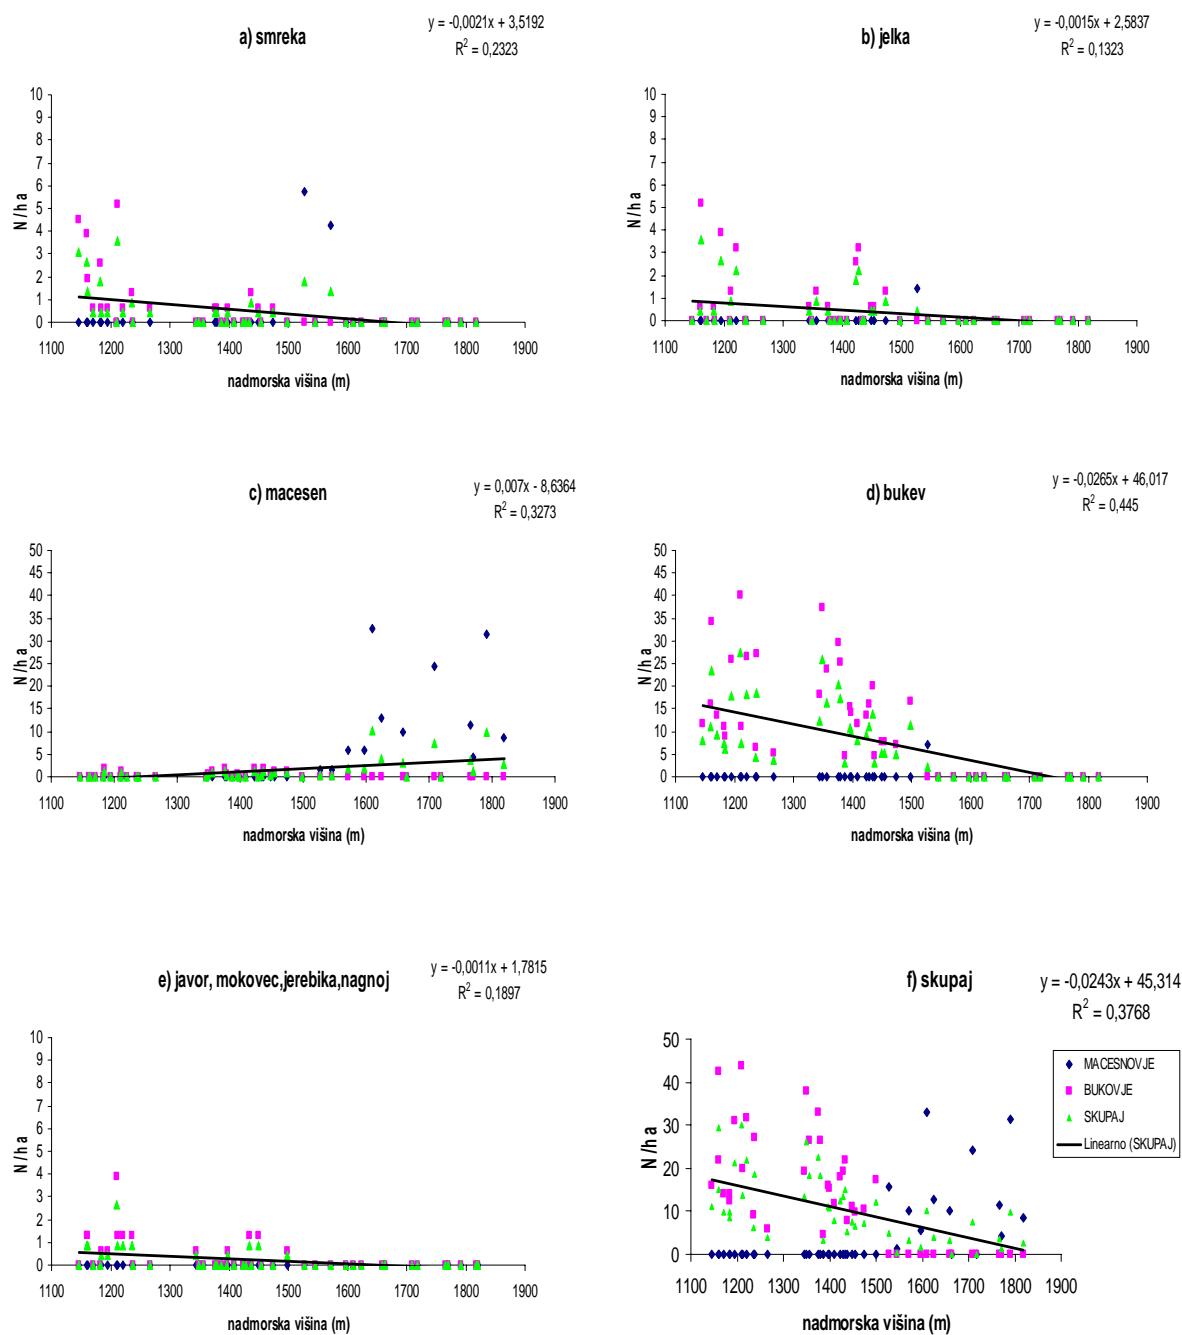 a) smreka
y = -0,0021x + 3,5192
R² = 0,2323
10
9
8
7
6
5
4
3
2
1
0
N/ha
1100 1200 1300 1400 1500 1600 1700 1800 1900
nadmorska višina (m)
b) jelka
y = -0,0015x + 2,5837
R² = 0,1323
10
9
8
7
6
5
4
3
2
1
0
N/ha
1100 1200 1300 1400 1500 1600 1700 1800 1900
nadmorska višina (m)
c) macesen
y = 0,007x - 8,6364
R² = 0,3273
50
45
40
35
30
25
20
15
10
5
0
N/ha
1100 1200 1300 1400 1500 1600 1700 1800 1900
nadmorska višina (m)
d) bukev
y = -0,0265x + 46,017
R² = 0,445
50
45
40
35
30
25
20
15
10
5
0
N/ha
1100 1200 1300 1400 1500 1600 1700 1800 1900
nadmorska višina (m)
e) javor, mokovec,jerebika,nagnoj
y = -0,0011x + 1,7815
R² = 0,1897
10
9
8
7
6
5
4
3
2
1
0
N/ha
1100 1200 1300 1400 1500 1600 1700 1800 1900
nadmorska višina (m)
f) skupaj
y = -0,0243x + 45,314
R² = 0,3768
50
40
30
20
10
0
N/ha
1100 1200 1300 1400 1500 1600 1700 1800 1900
nadmorska višina (m)
MACESNOVJE
BUKOVJE
SKUPAJ
Linearno (SKUPAJ)